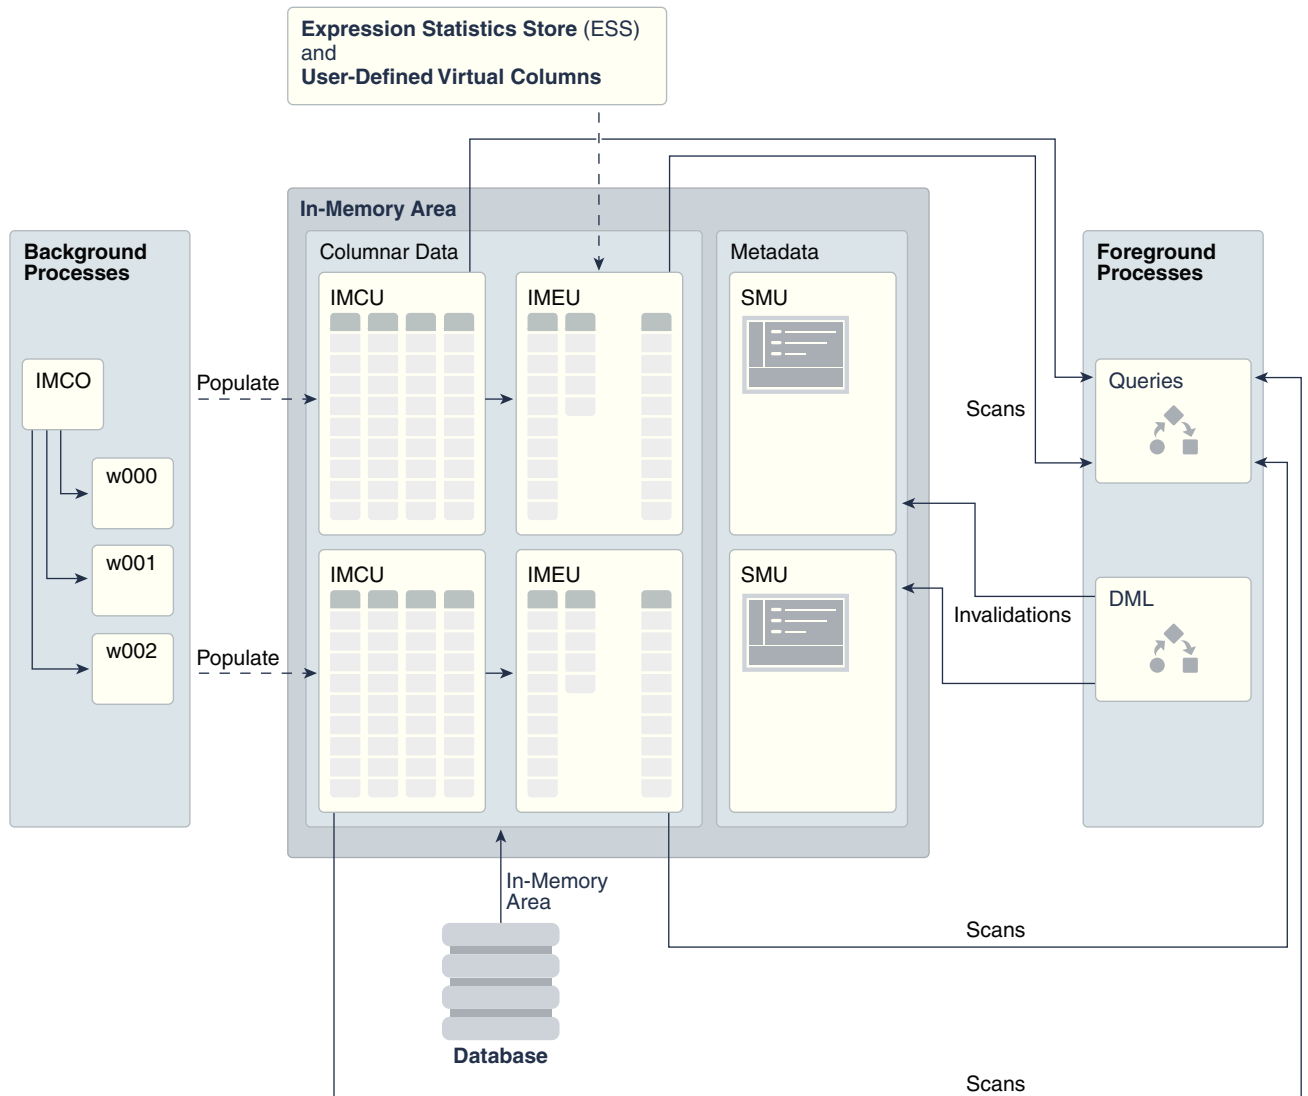 Expression Statistics Store (ESS)
and
User-Defined Virtual Columns
In-Memory Area
Background
Processes
Columnar Data
Metadada
Foreground
Processes
IMCU
IMEU
SMU
IMCO
Populate
Queries
Scans
w000
w001
IMCU
IMEU
SMU
DML
Invalidations
w002
Populate
In-Memory
Area
Scans
Database
Scans